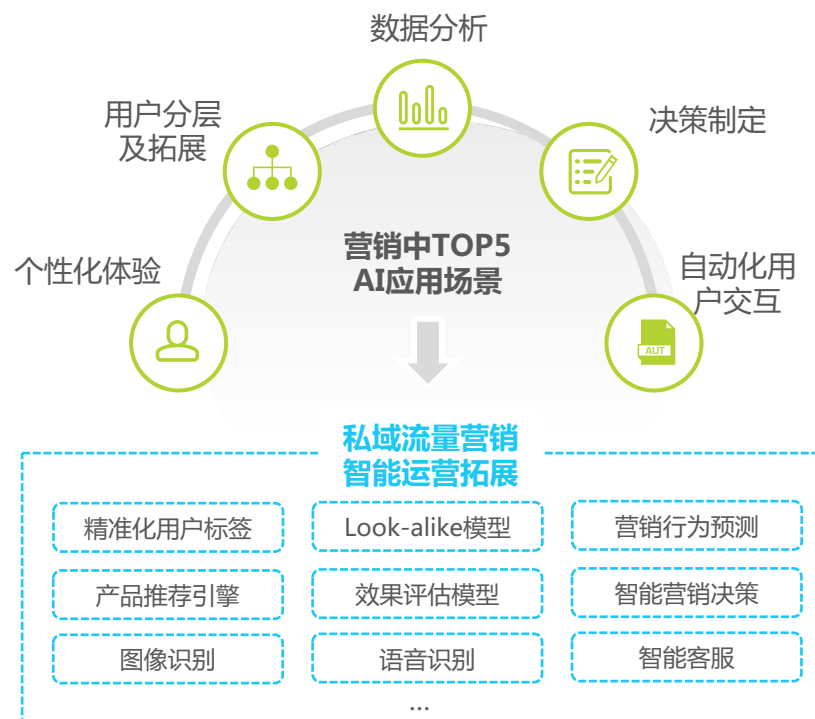 数据分析
用户分层
及拓展
决策制定
营销中TOP5
AI应用场景
个性化体验
自动化用
户交互
AUT
私域流量营销
智能运营拓展
精准化用户标签
Look-alike模型
营销行为预测
产品推荐引擎
效果评估模型
智能营销决策
图像识别
语音识别
智能客服
...